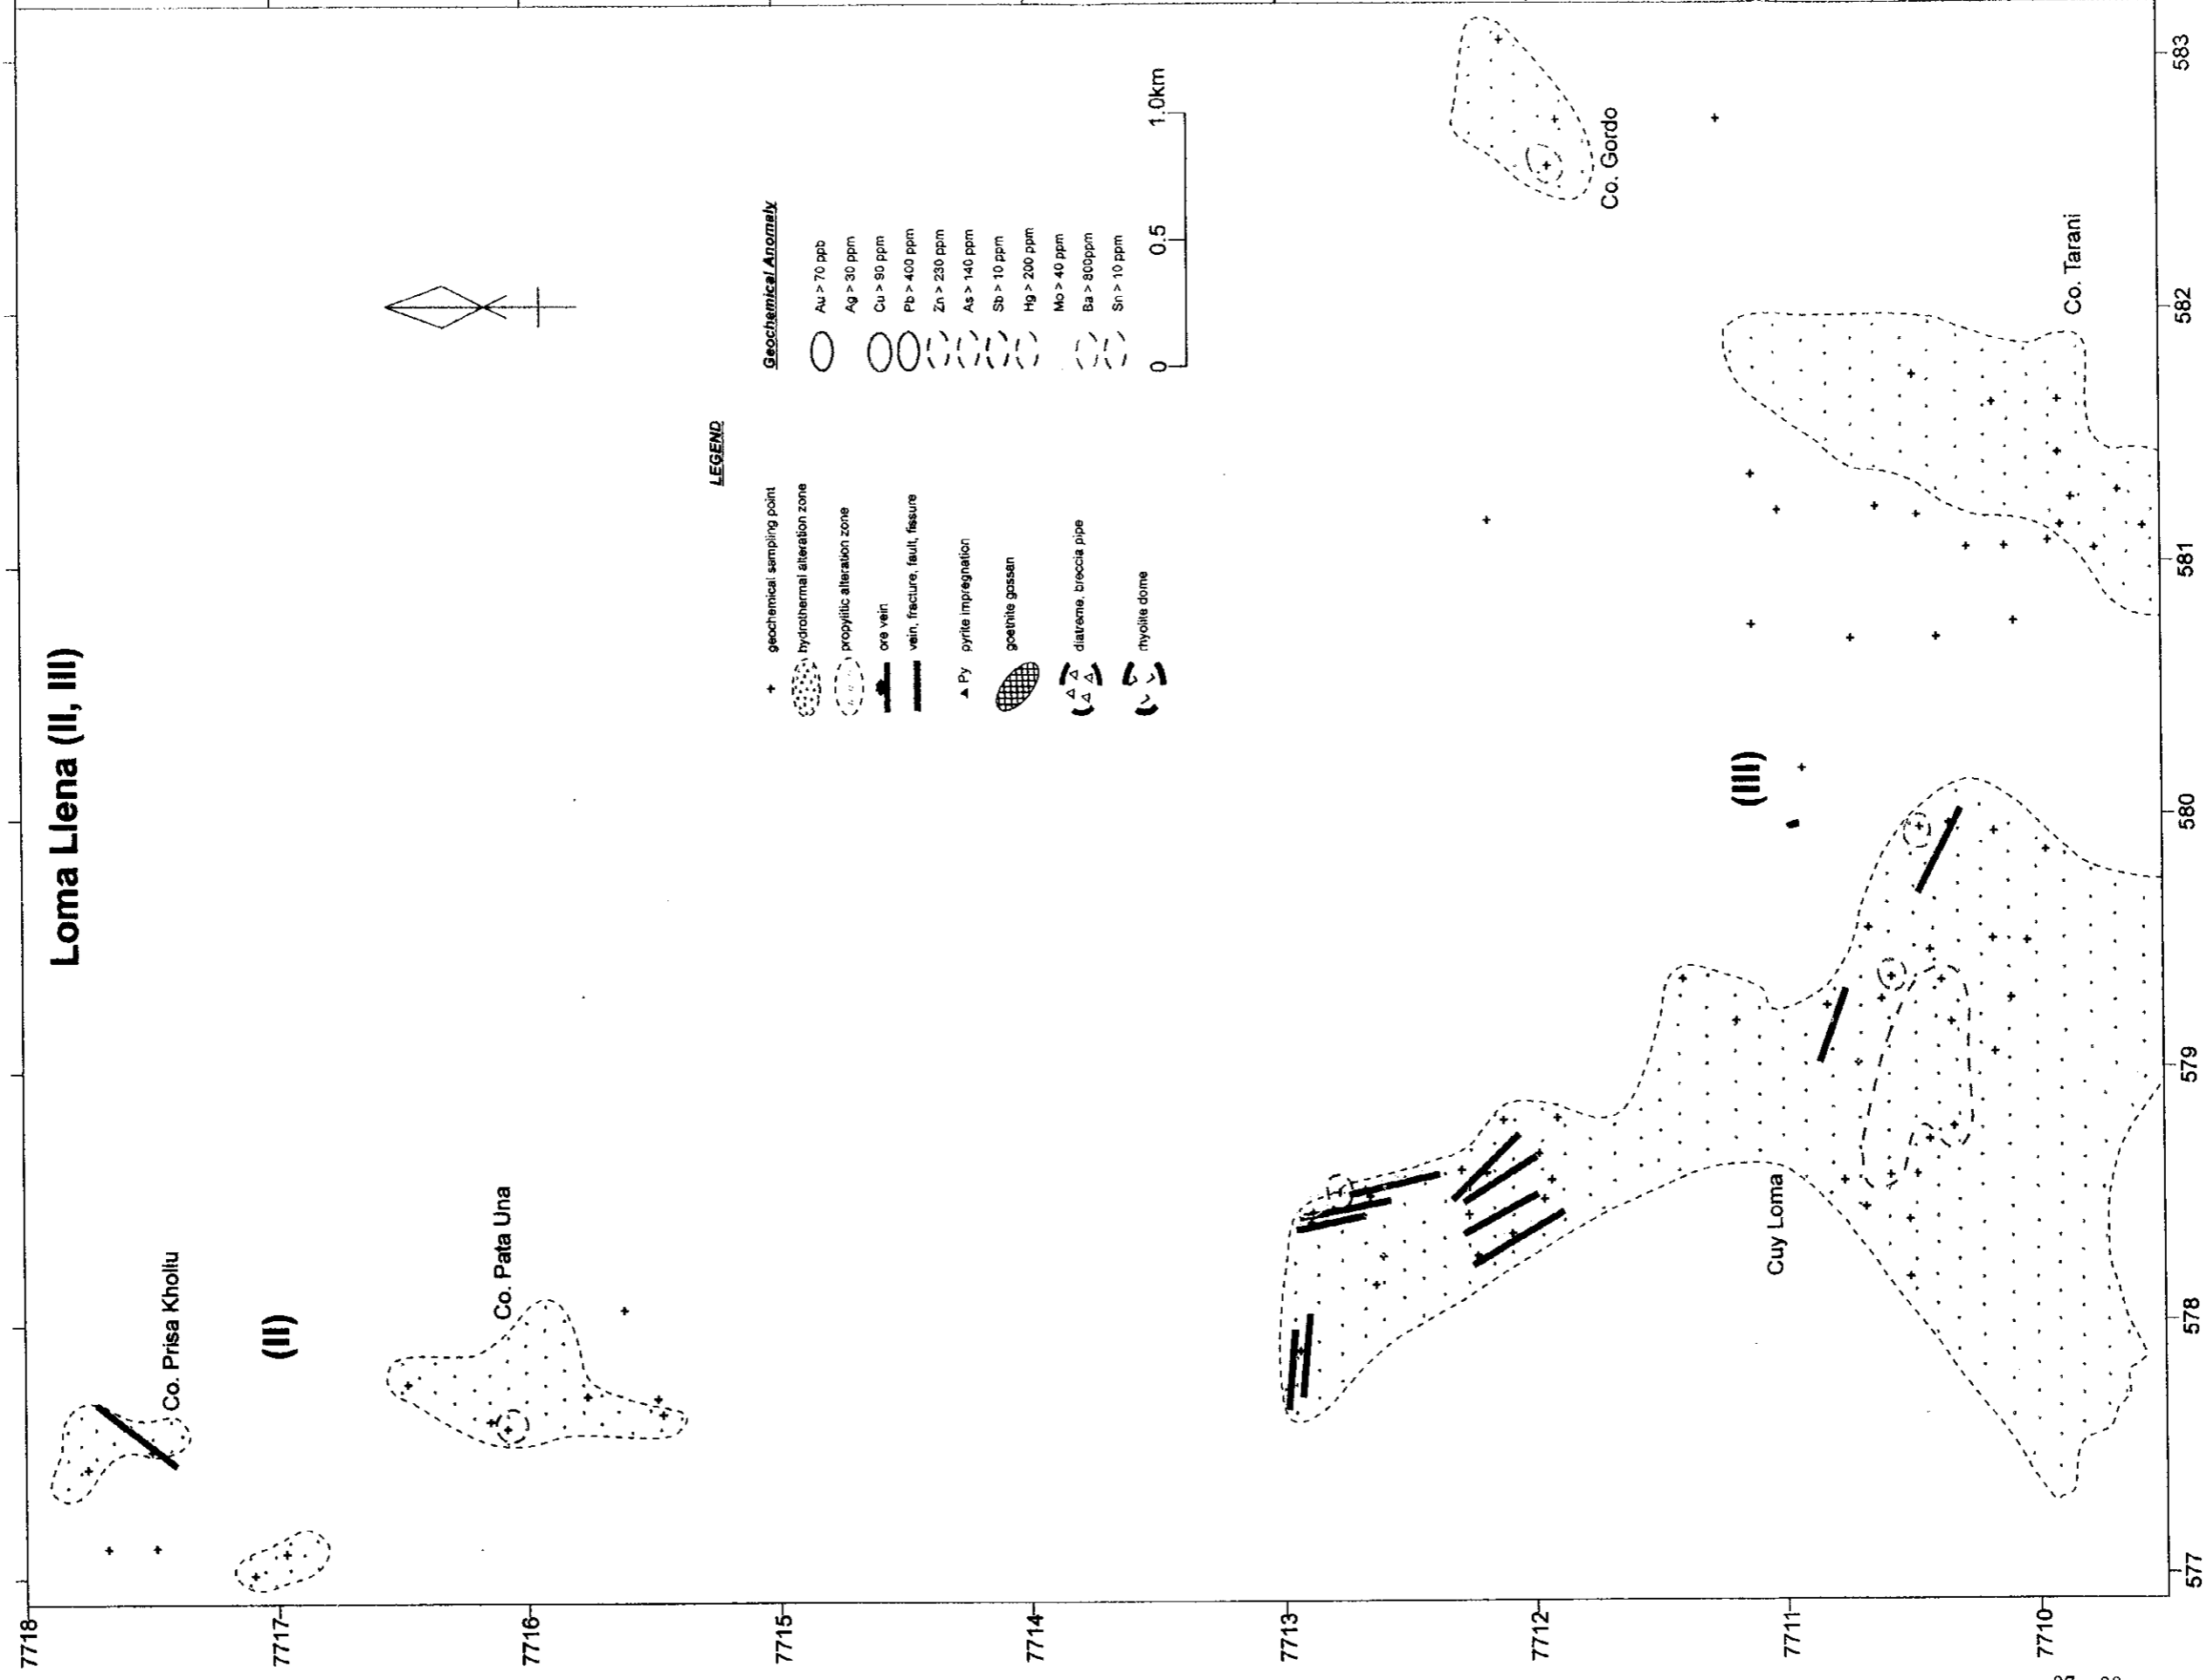 Loma Llena (II, III)
Co. Prisa Khollu
(II)
Co. Pata Una
LEGEND
geochemical sampling point
hydrothermal alteration zone
propylitic alteration zone
ore vein
vein, fracture, fault, fissure
Py pyrite impregnation
goethite gossan
diatreme, breccia pipe
rhyolite dome
Geochemical Anomaly
Au > 70 ppb
Ag > 30 ppm
Cu > 90 ppm
Pb > 400 ppm
Zn > 230 ppm
As > 140 ppm
Sb > 10 ppm
Hg > 200 ppm
Mo > 40 ppm
Ba > 800ppm
Sn > 10 ppm
0 0.5 1.0km
Co. Gordo
Co. Tarani
(III)
Cuy Loma
7718
7717
7716
7715
7714
7713
7712
7711
7710
577
578
579
580
581
582
583